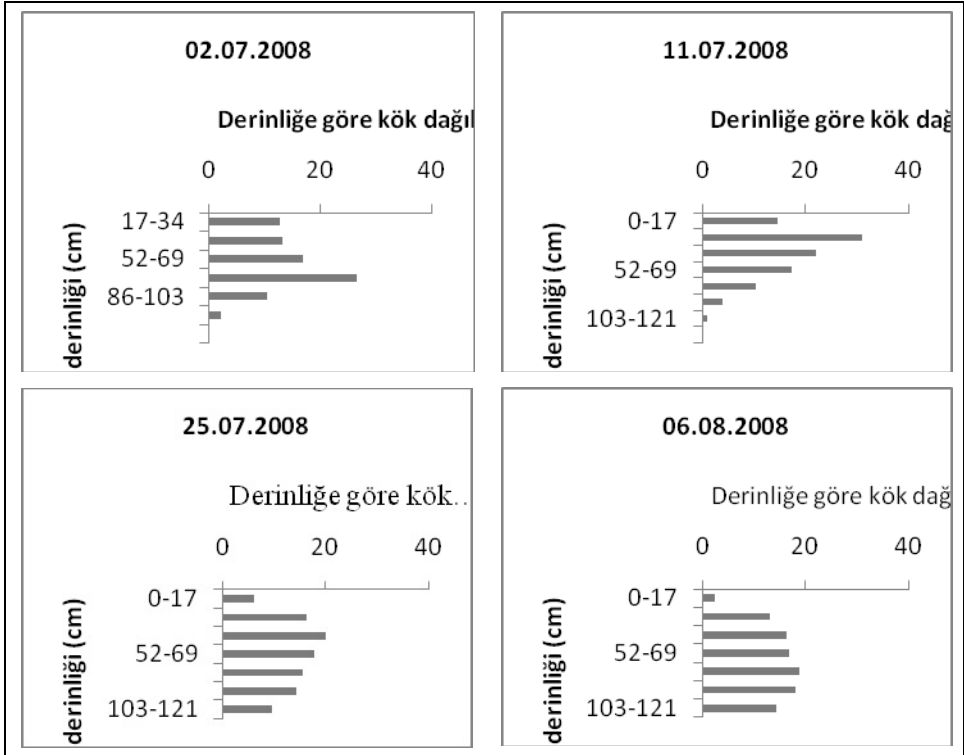 02.07.2008
Derinliğe göre kök dağıl
0 20 40
17-34
52-69
86-103
derinliği (cm)
11.07.2008
Derinliğe göre kök dağ
0 20 40
0-17
52-69
103-121
derinliği (cm)
25.07.2008
Derinliğe göre kök..
0 20 40
0-17
52-69
103-121
derinliği (cm)
06.08.2008
Derinliğe göre kök dağ
0 20 40
0-17
52-69
103-121
derinliği (cm)